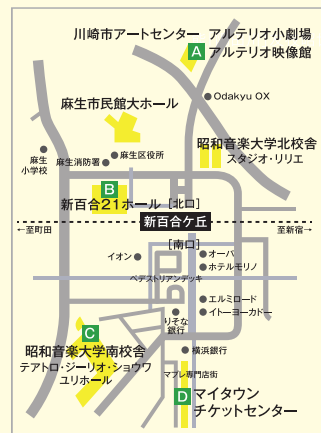 川崎市アートセンター アルテリオ小劇場
A アルテリオ映像館
Odakyu OX
麻生市民館大ホール
昭和音楽大学北校舎
スタジオ・リリエ
麻生
小学校
麻生区役所
麻生消防署
B
新百合21ホール
[北口]
新百合ケ丘
←至町田
至新宿→
[南口]
イオン
オーパ
ホテルモリノ
ペデストリアンデッキ
エルミロード
イトーヨーカドー
りそな
銀行
C
昭和音楽大学南校舎
テアトロ・ジーリオ・ショウワ
ユリホール
横浜銀行
マプレ専門店街
D マイタウン
チケットセンター